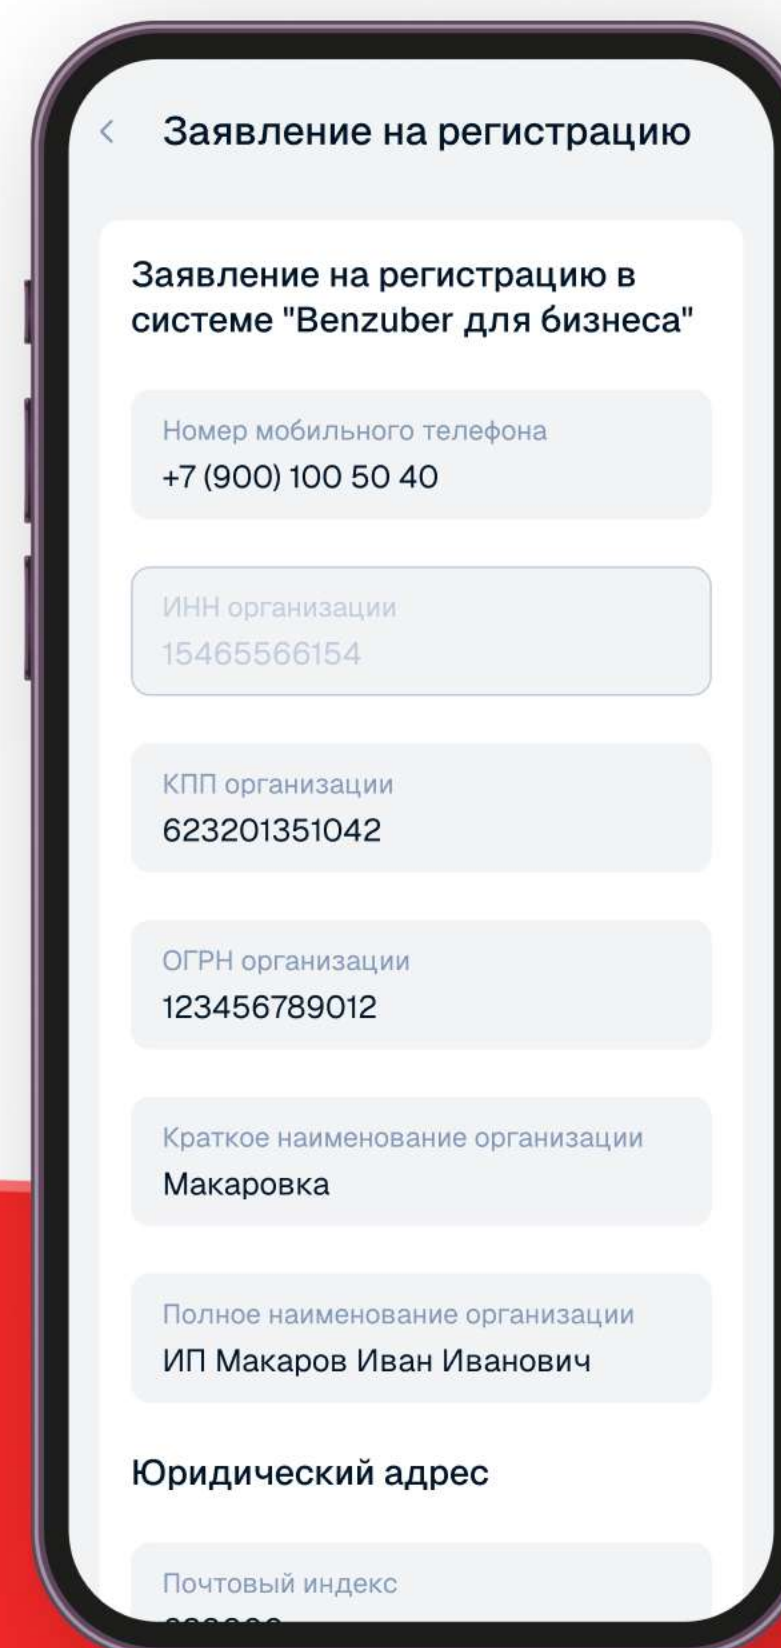 Заявление на регистрацию
Заявление на регистрацию в
системе "Benzuber для бизнеса"
Номер мобильного телефона
+7 (900) 100 50 40
ИНН организации
15465566154
КПП организации
623201351042
ОГРН организации
123456789012
Краткое наименование организации
Макаровка
Полное наименование организации
ИП Макаров Иван Иванович
Юридический адрес
Почтовый индекс